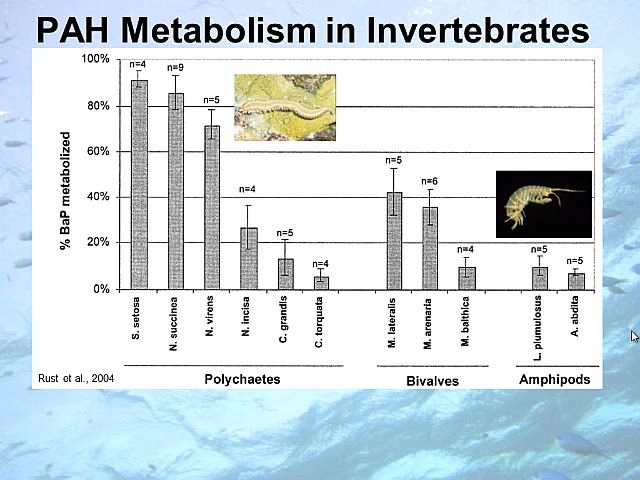 PAH Metabolism in Invertebrates
% BaP metabolized
100%
80%
60%
40%
20%
0%
n=4
n=9
n=5
n=4
n=5
n=4
n=5
n=6
n=4
n=5
n=5
S. setosa
N. succinea
N. virens
N. incisa
C. grandis
C. torquata
M. lateralis
M. arenaria
M. balthica
L. plumulosus
A. abdita
Polychaetes
Bivalves
Amphipods
Rust et al., 2004